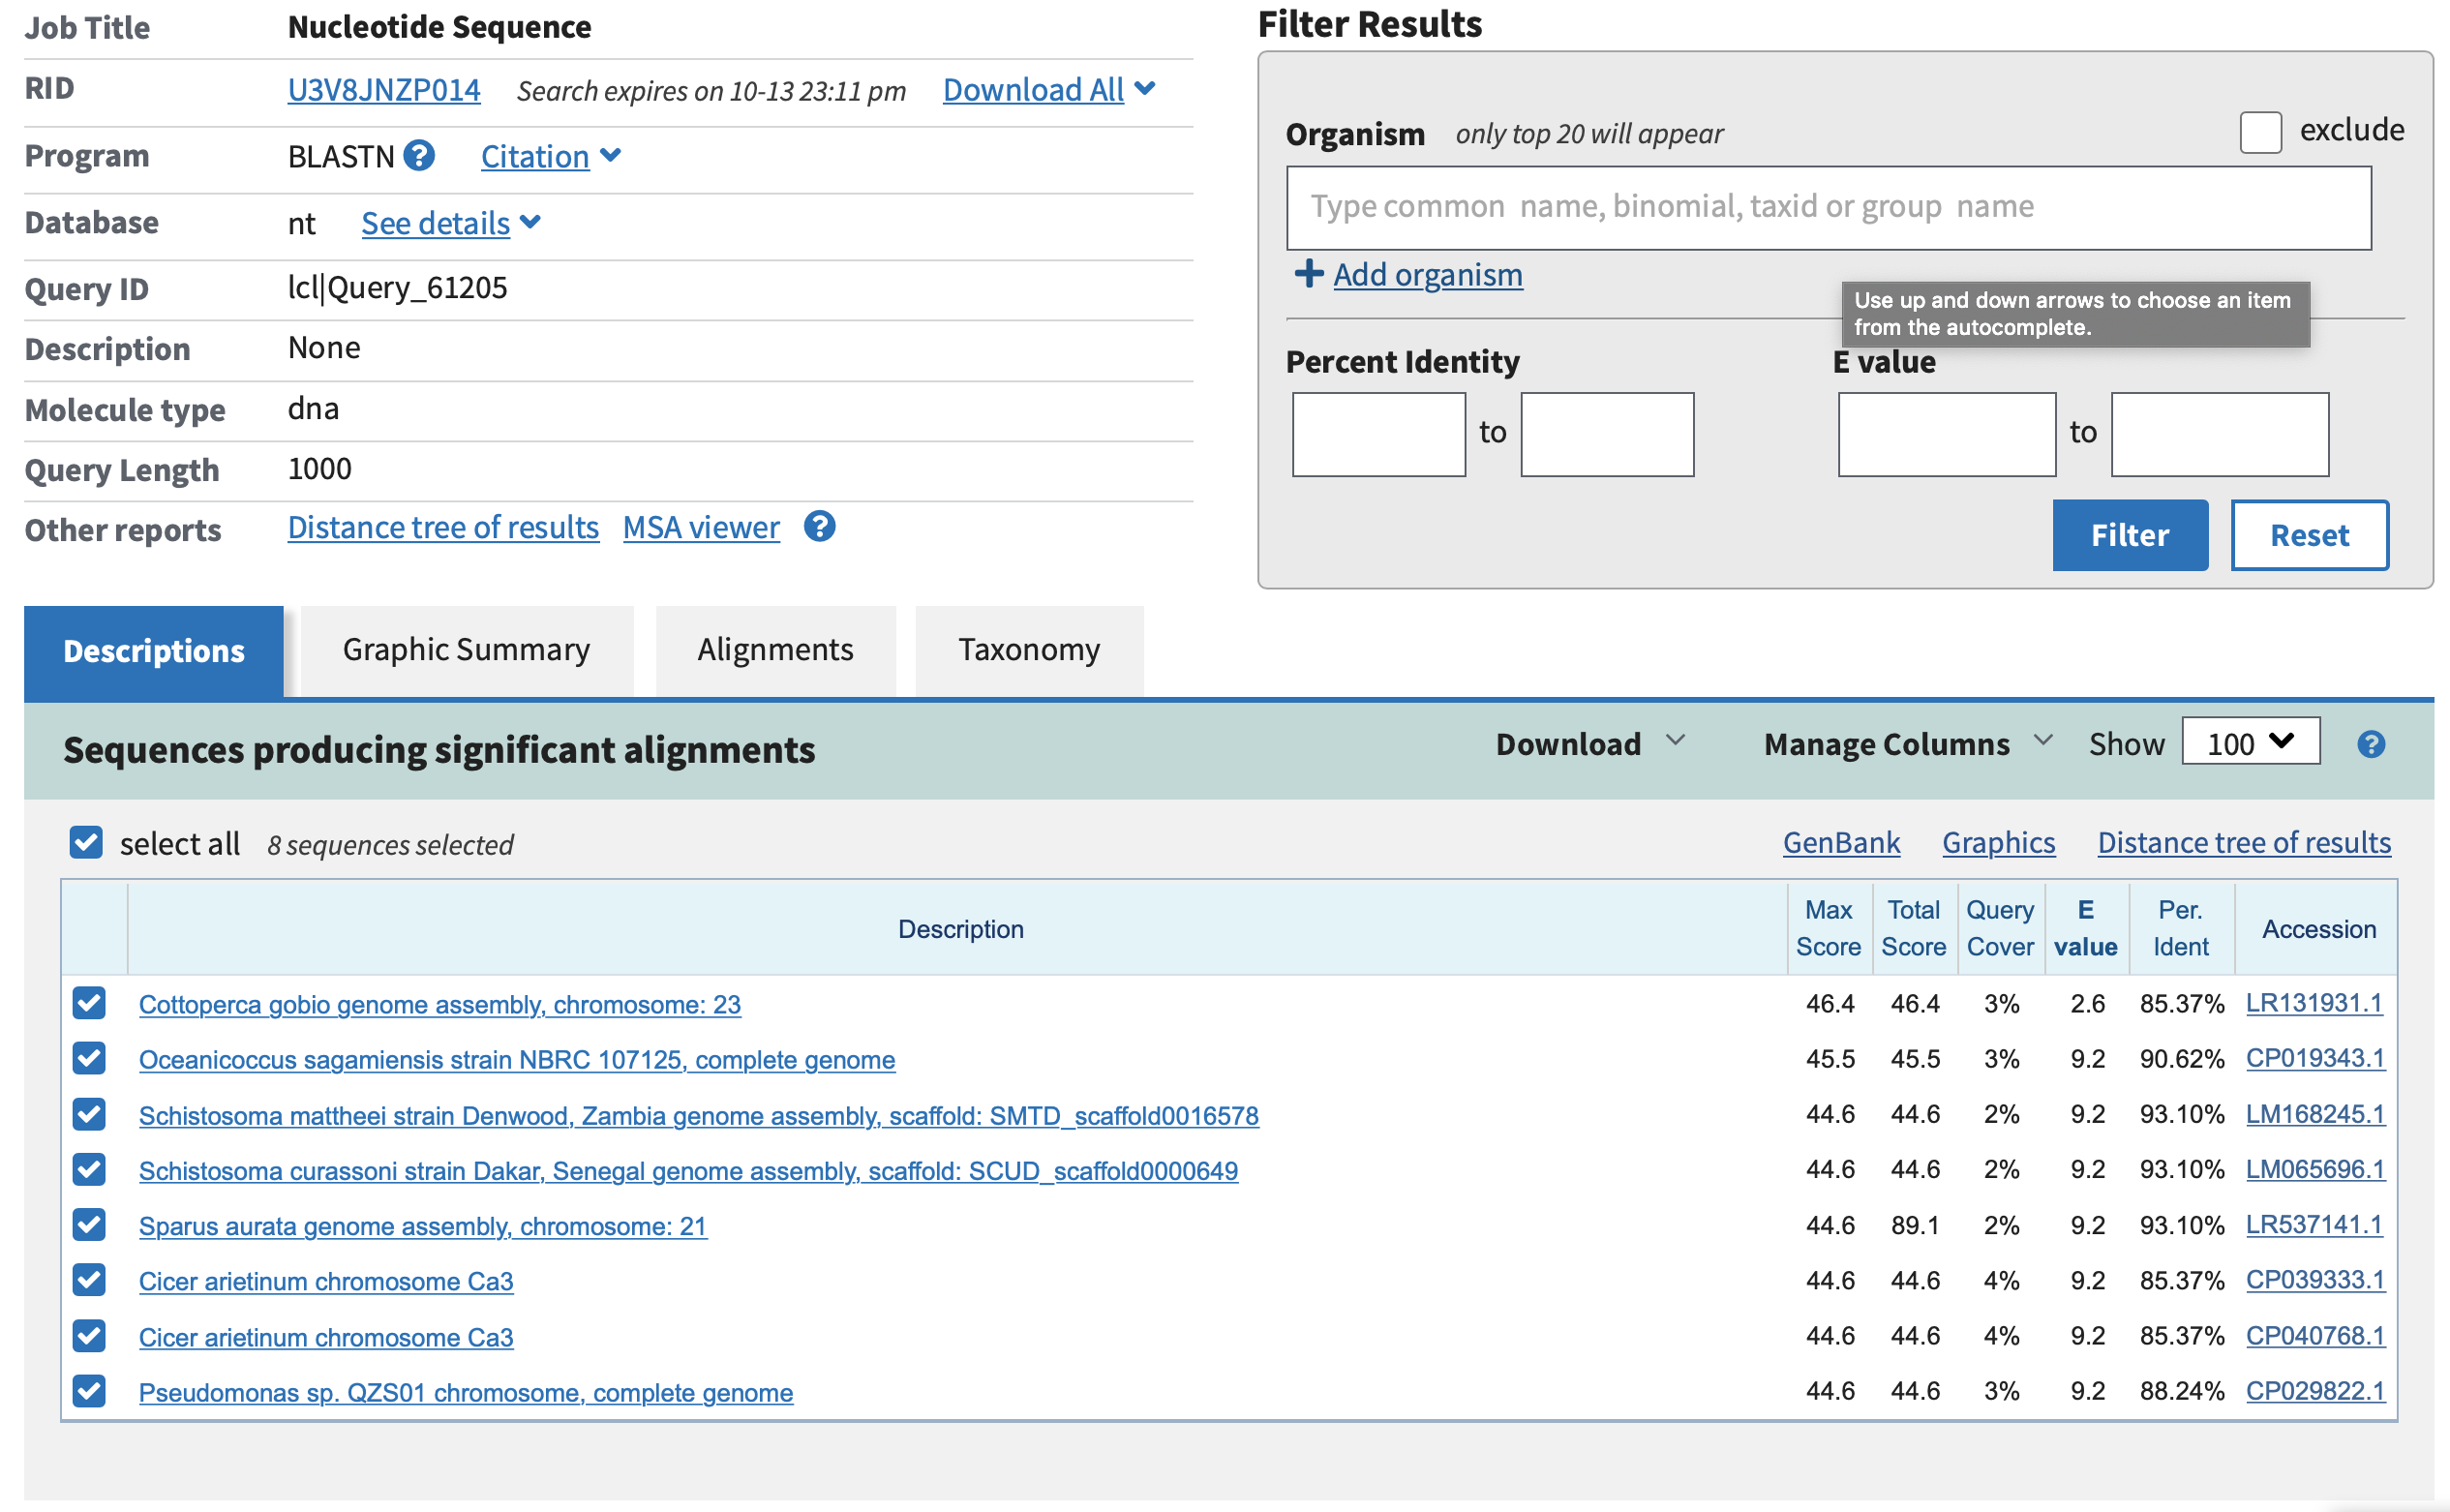 Job Title Nucleotide Sequence
RID U3V8JNZP014 Search expires on 10-13 23:11 pm Download All
Program BLASTN ? Citation
Database nt See details
Query ID lcl|Query_61205
Description None
Molecule type dna
Query Length 1000
Other reports Distance tree of results MSA viewer ?
Filter Results
Organism only top 20 will appear exclude
Type common name, binomial, taxid or group name
+ Add organism
Use up and down arrows to choose an item
from the autocomplete.
Percent Identity E value
to to
Filter Reset
Descriptions Graphic Summary Alignments Taxonomy
Sequences producing significant alignments Download Manage Columns Show 100 ?
select all 8 sequences selected GenBank Graphics Distance tree of results
Description Max Score Total Score Query Cover E value Per. Ident Accession
Cottoperca gobio genome assembly, chromosome: 23 46.4 46.4 3% 2.6 85.37% LR131931.1
Oceanicoccus sagamiensis strain NBRC 107125, complete genome 45.5 45.5 3% 9.2 90.62% CP019343.1
Schistosoma mattheei strain Denwood, Zambia genome assembly, scaffold: SMTD_scaffold0016578 44.6 44.6 2% 9.2 93.10% LM168245.1
Schistosoma curassoni strain Dakar, Senegal genome assembly, scaffold: SCUD_scaffold0000649 44.6 44.6 2% 9.2 93.10% LM065696.1
Sparus aurata genome assembly, chromosome: 21 44.6 89.1 2% 9.2 93.10% LR537141.1
Cicer arietinum chromosome Ca3 44.6 44.6 4% 9.2 85.37% CP039333.1
Cicer arietinum chromosome Ca3 44.6 44.6 4% 9.2 85.37% CP040768.1
Pseudomonas sp. QZS01 chromosome, complete genome 44.6 44.6 3% 9.2 88.24% CP029822.1